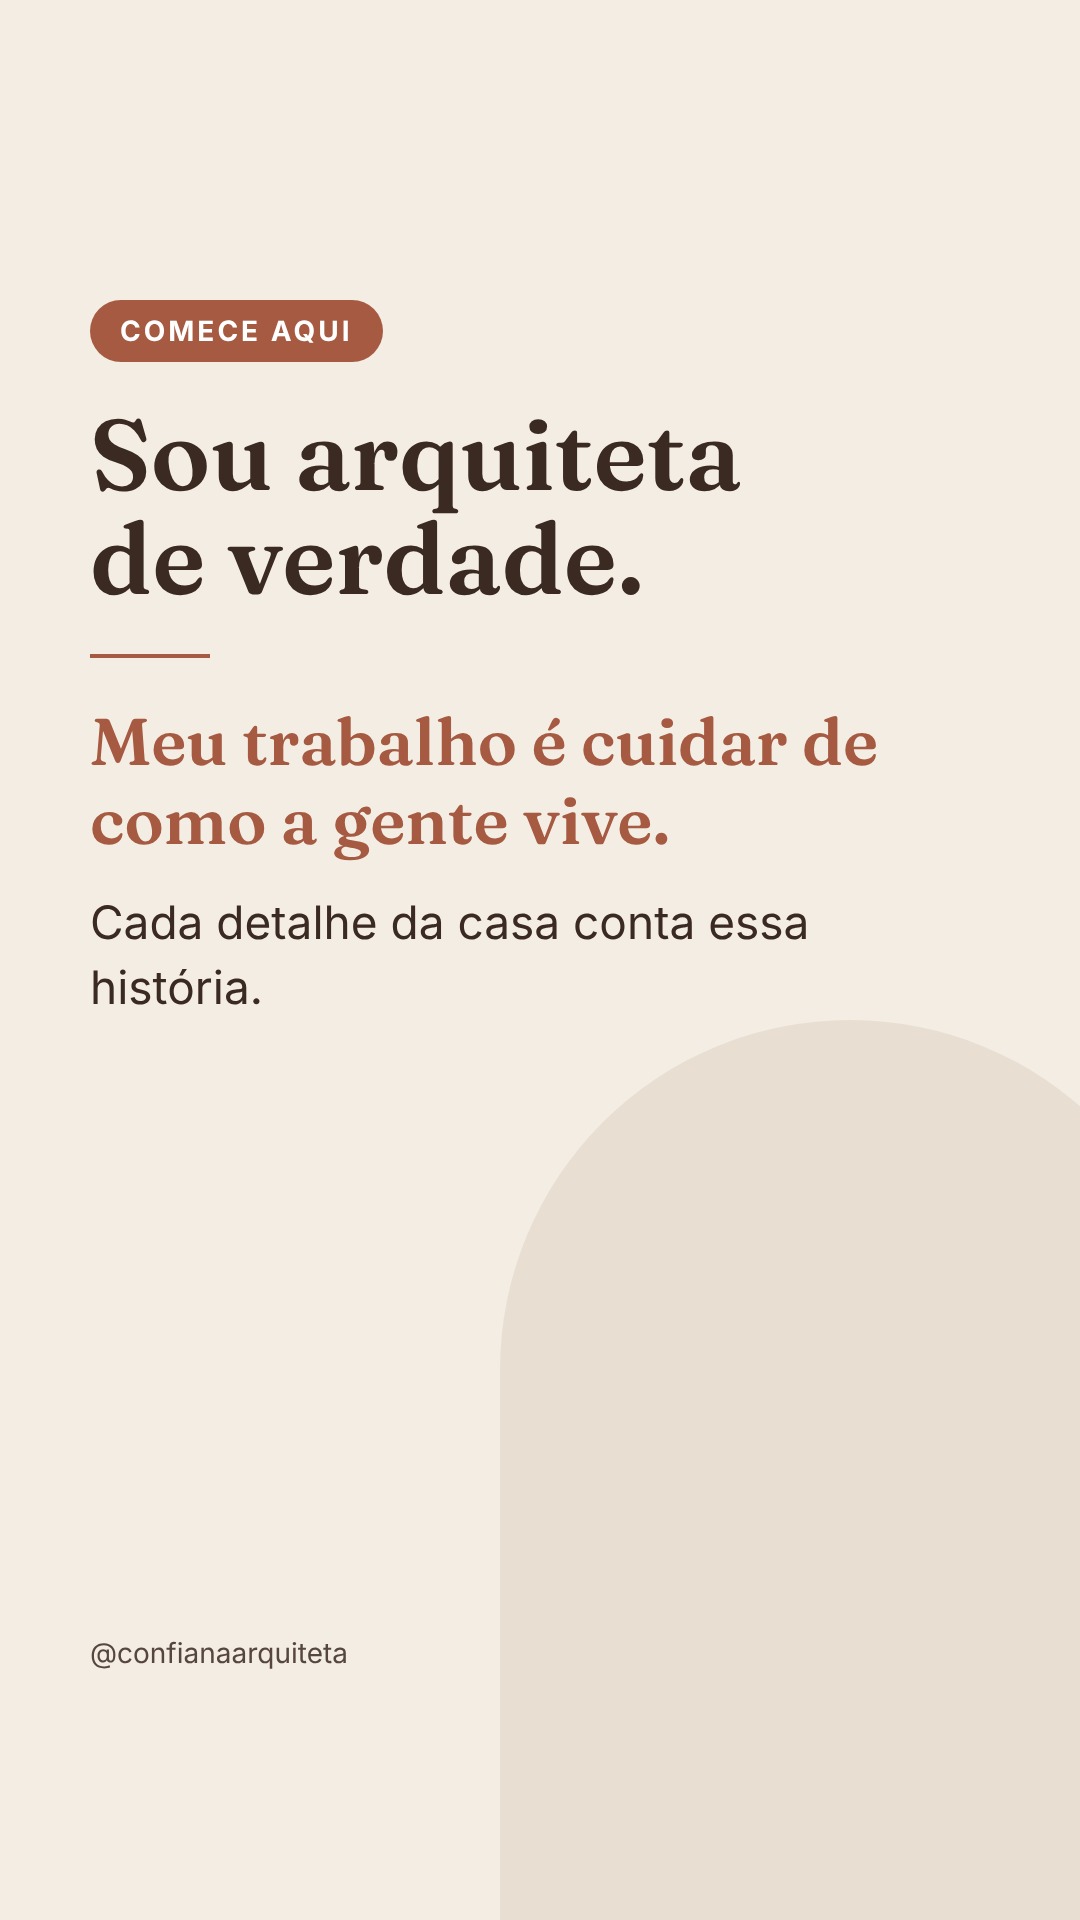 COMECE AQUI
Sou arquiteta
de verdade.
Meu trabalho é cuidar de
como a gente vive.
Cada detalhe da casa conta essa
história.
@confianaarquiteta